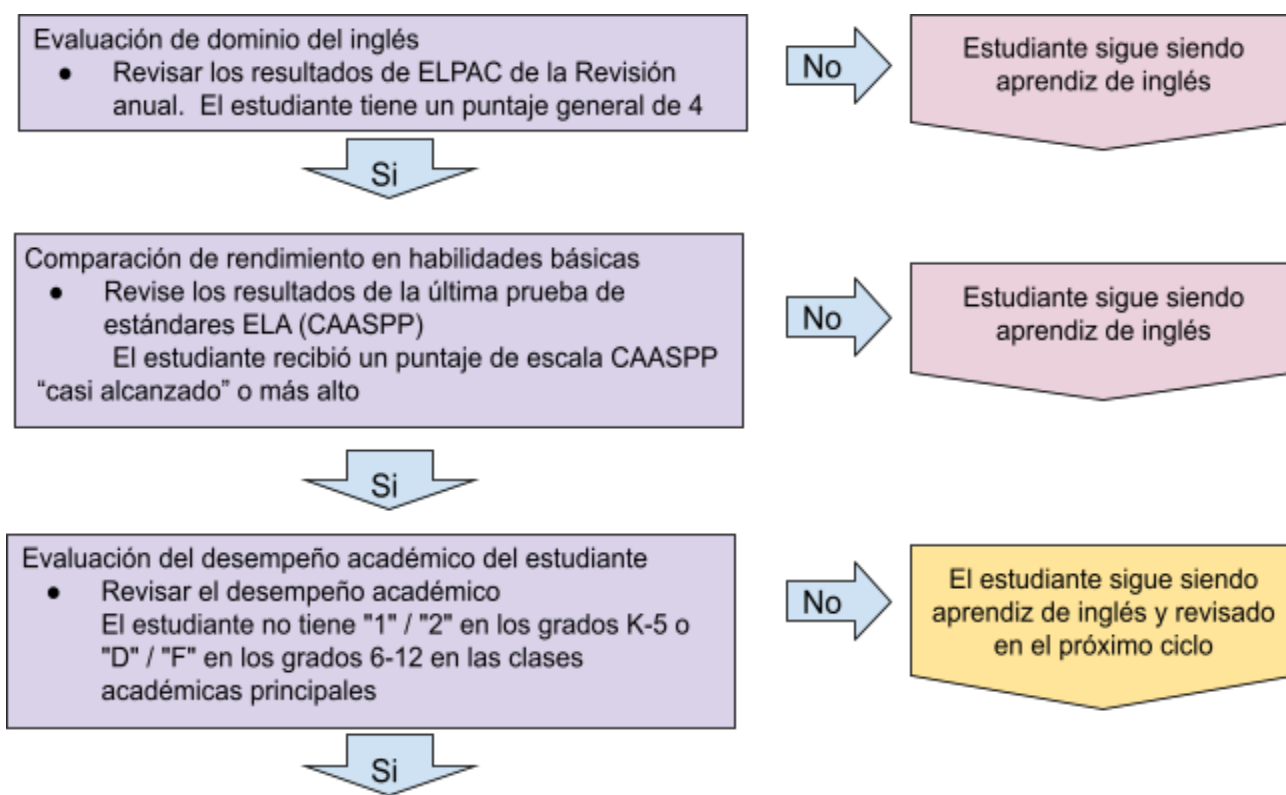 Evaluación de dominio del inglés
● Revisar los resultados de ELPAC de la Revisión
anual. El estudiante tiene un puntaje general de 4
No
Estudiante sigue siendo
aprendiz de inglés
Si
Comparación de rendimiento en habilidades básicas
● Revise los resultados de la última prueba de
estándares ELA (CAASPP)
El estudiante recibió un puntaje de escala CAASPP
“casi alcanzado” o más alto
No
Estudiante sigue siendo
aprendiz de inglés
Si
Evaluación del desempeño académico del estudiante
● Revisar el desempeño académico
El estudiante no tiene "1" / "2" en los grados K-5 o
"D" / "F" en los grados 6-12 en las clases
académicas principales
No
El estudiante sigue siendo
aprendiz de inglés y revisado
en el próximo ciclo
Si